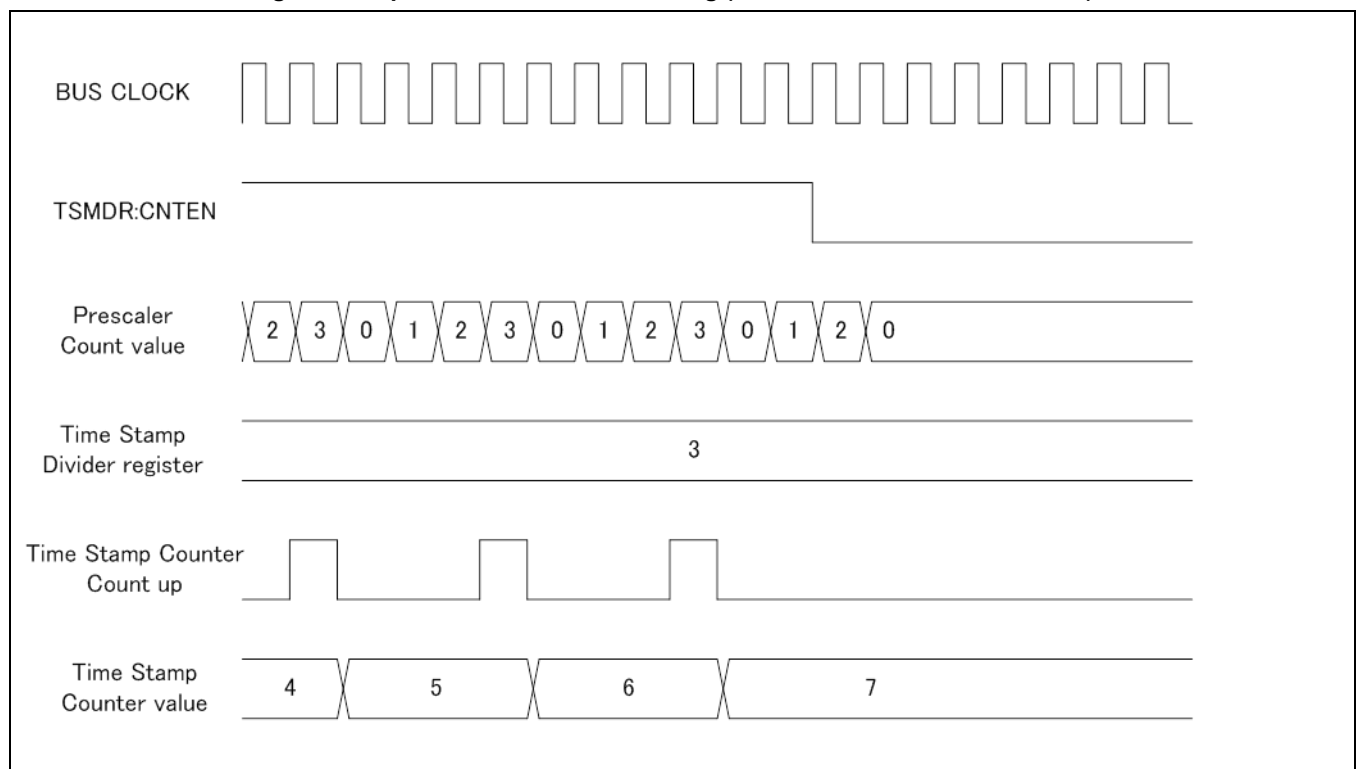 BUS CLOCK
TSMDR:CNTEN
Prescaler
Count value
2 3 0 1 2 3 0 1 2 3 0 1 2 0
Time Stamp
Divider register
3
Time Stamp Counter
Count up
Time Stamp
Counter value
4 5 6 7